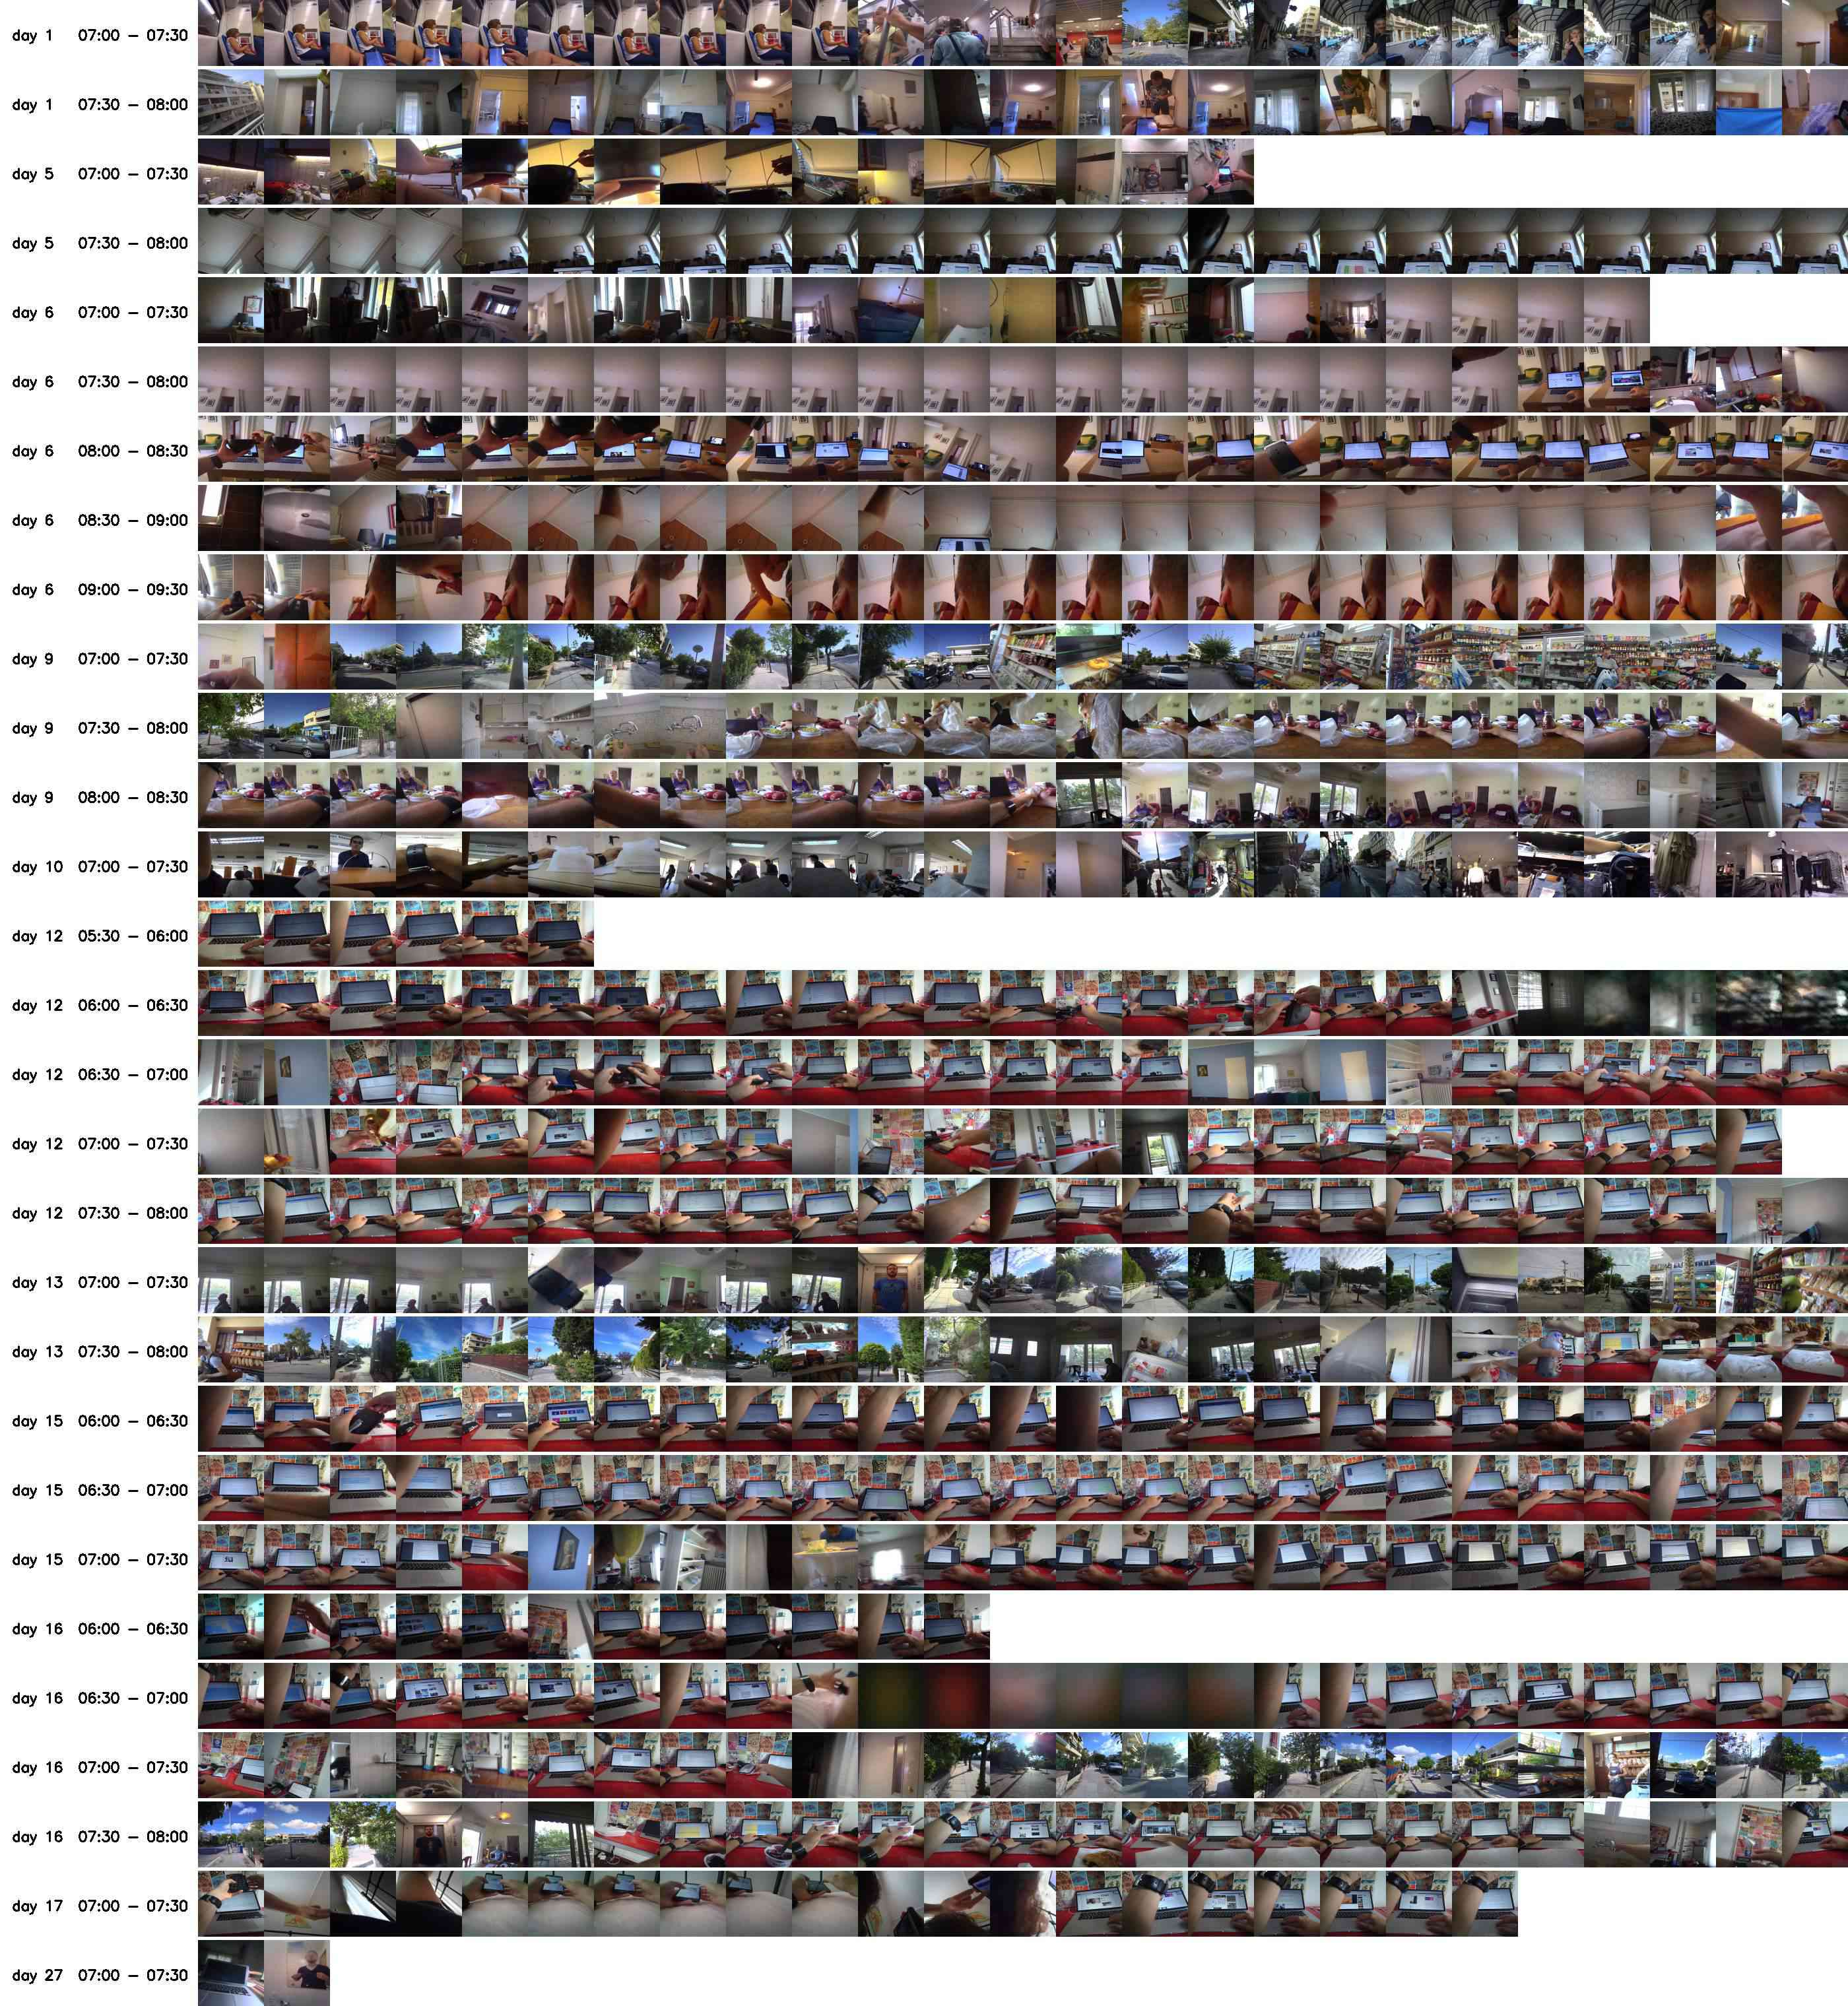 day 1 07:00 – 07:30
day 1 07:30 – 08:00
day 5 07:00 – 07:30
day 5 07:30 – 08:00
day 6 07:00 – 07:30
day 6 07:30 – 08:00
day 6 08:00 – 08:30
day 6 08:30 – 09:00
day 6 09:00 – 09:30
day 9 07:00 – 07:30
day 9 07:30 – 08:00
day 9 08:00 – 08:30
day 10 07:00 – 07:30
day 12 05:30 – 06:00
day 12 06:00 – 06:30
day 12 06:30 – 07:00
day 12 07:00 – 07:30
day 12 07:30 – 08:00
day 13 07:00 – 07:30
day 13 07:30 – 08:00
day 15 06:00 – 06:30
day 15 06:30 – 07:00
day 15 07:00 – 07:30
day 16 06:00 – 06:30
day 16 06:30 – 07:00
day 16 07:00 – 07:30
day 16 07:30 – 08:00
day 17 07:00 – 07:30
day 27 07:00 – 07:30